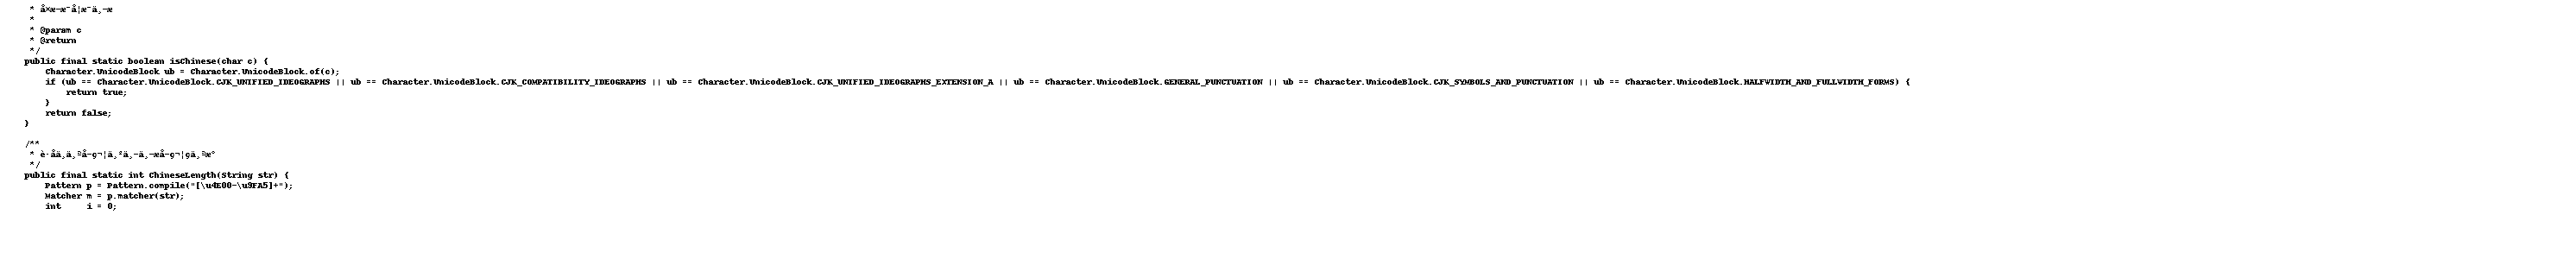 * å­×æ¯æ¯å¦æ¯ä¸­æ
*
* @param c
* @return
*/
public final static boolean isChinese(char c) {
Character.UnicodeBlock ub = Character.UnicodeBlock.of(c);
if (ub == Character.UnicodeBlock.CJK_UNIFIED_IDEOGRAPHS || ub == Character.UnicodeBlock.CJK_COMPATIBILITY_IDEOGRAPHS || ub == Character.UnicodeBlock.CJK_UNIFIED_IDEOGRAPHS_EXTENSION_A || ub == Character.UnicodeBlock.GENERAL_PUNCTUATION || ub == Character.UnicodeBlock.CJK_SYMBOLS_AND_PUNCTUATION || ub == Character.UnicodeBlock.HALFWIDTH_AND_FULLWIDTH_FORMS) {
return true;
}
return false;
}
/**
*/
public final static int ChineseLength(String str) {
Pattern p = Pattern.compile("[\u4E00-\u9FA5]+");
Matcher m = p.matcher(str);
int i = 0;